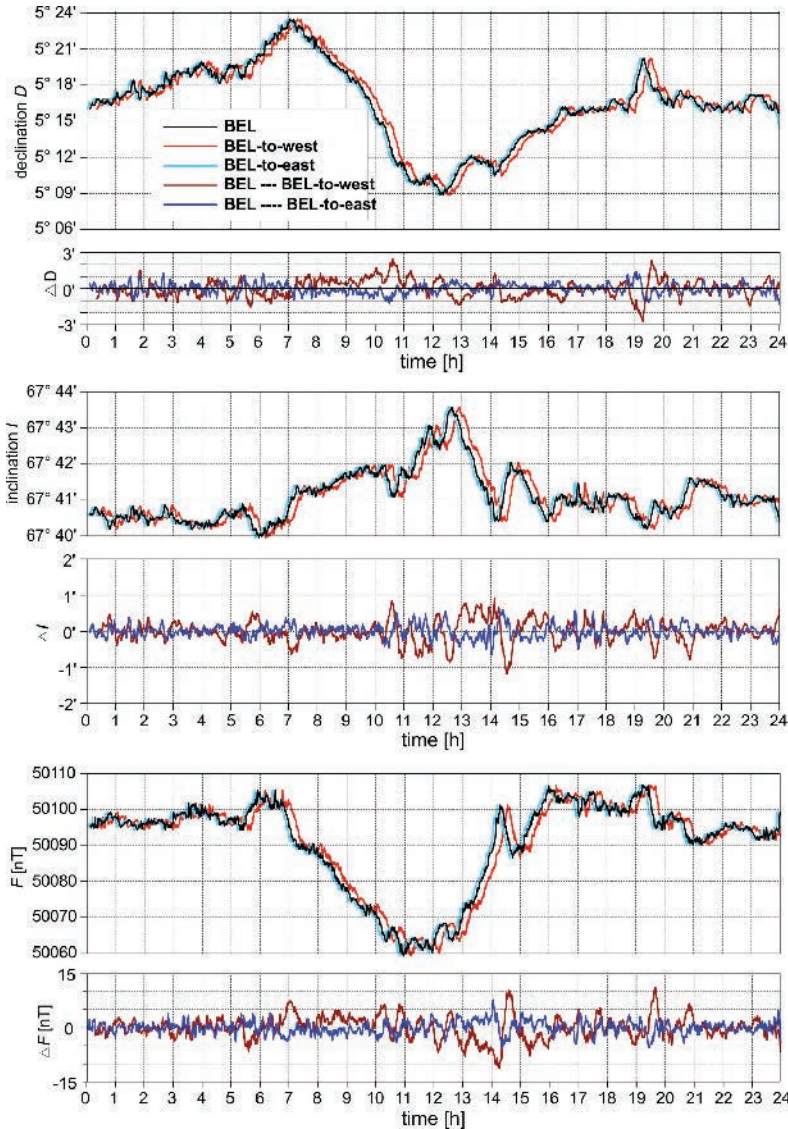 5° 24'
5° 21'
5° 18'
5° 15'
5° 12'
5° 09'
5° 06'
declination D
BEL
BEL-to-west
BEL-to-east
BEL --- BEL-to-west
BEL ---- BEL-to-east
3'
0'
-3'
△ D
0 1 2 3 4 5 6 7 8 9 10 11 12 13 14 15 16 17 18 19 20 21 22 23 24
time [h]
67° 44'
67° 43'
67° 42'
67° 41'
67° 40'
inclination I
2'
1'
0'
-1'
-2'
△ I
0 1 2 3 4 5 6 7 8 9 10 11 12 13 14 15 16 17 18 19 20 21 22 23 24
time [h]
50110
50100
50090
50080
50070
50060
F [nT]
15
0
-15
△ F [nT]
0 1 2 3 4 5 6 7 8 9 10 11 12 13 14 15 16 17 18 19 20 21 22 23 24
time [h]